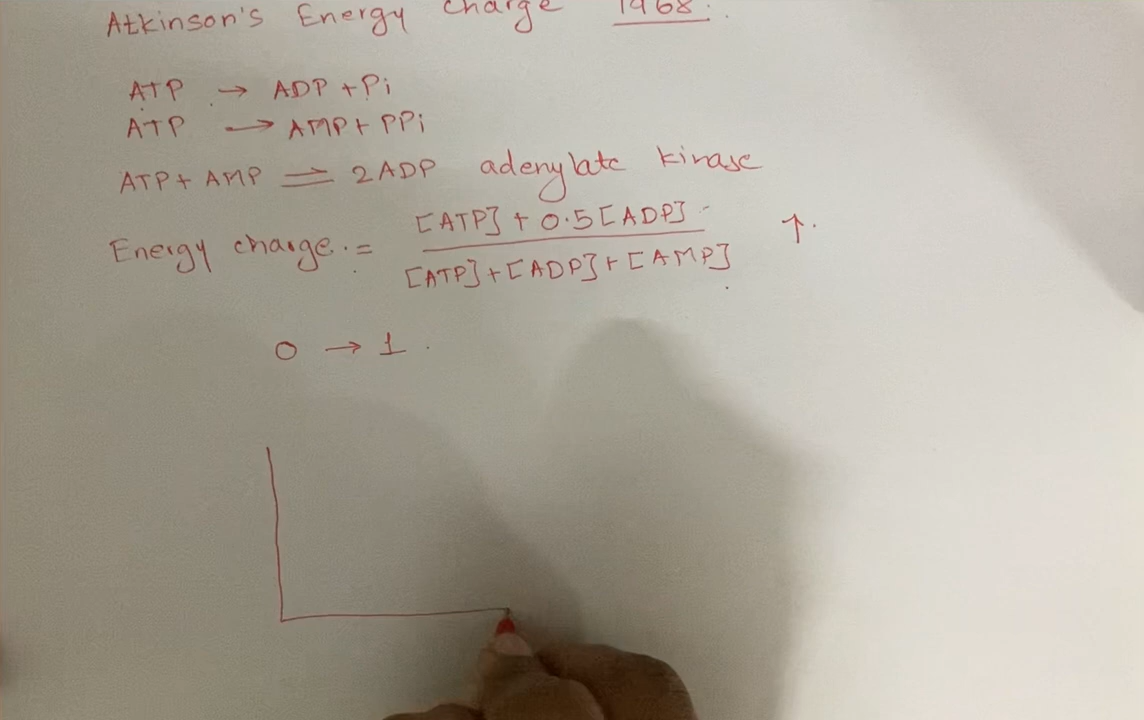 Atkinson's Energy Charge 1968.
ATP → ADP + Pi
ATP → AMP + PPi
ATP + AMP ⇌ 2ADP adenylate kinase
Energy charge = [ATP] + 0.5[ADP] ↑
[ATP] + [ADP] + [AMP]
0 → 1